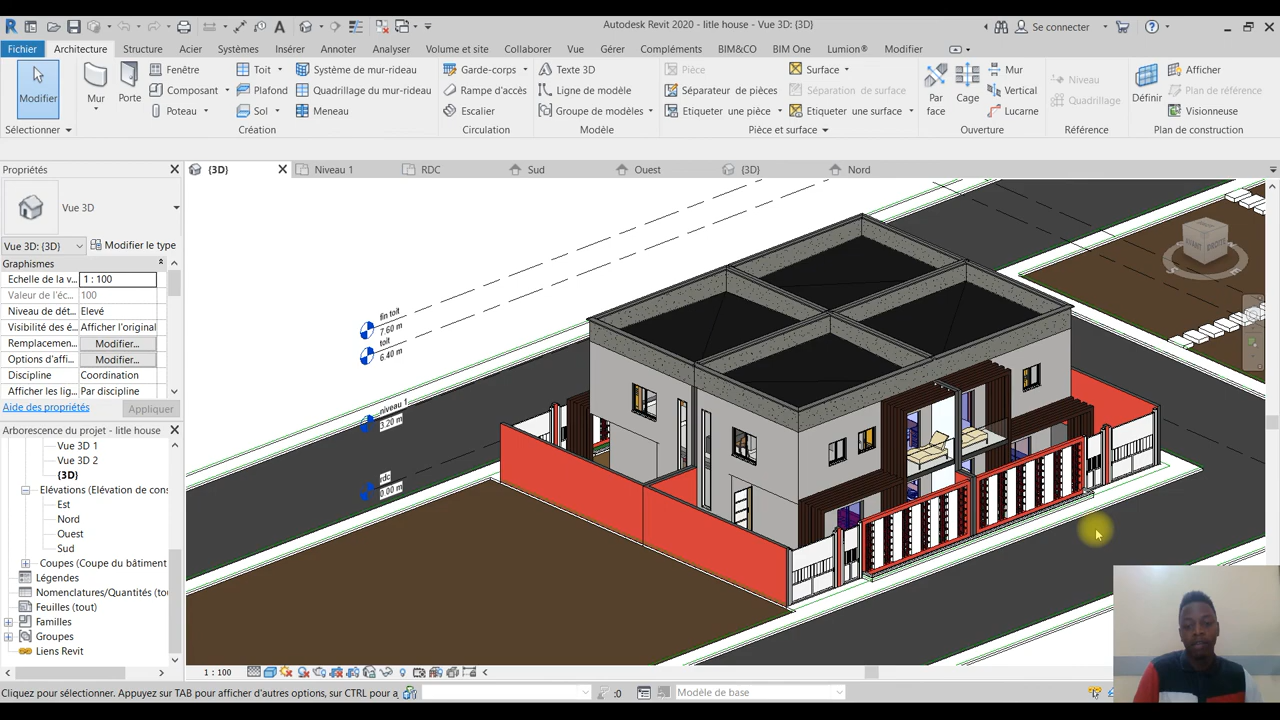 Autodesk Revit 2020 - litle house - Vue 3D: {3D}
Se connecter
Fichier Architecture Structure Acier Systèmes Insérer Annoter Analyser Volume et site Collaborer Vue Gérer Compléments BIM&CO BIM One Lumion® Modifier
Modifier
Mur
Porte
Fenêtre
Composant
Poteau
Toit
Plafond
Sol
Système de mur-rideau
Quadrillage du mur-rideau
Meneau
Garde-corps
Rampe d'accès
Escalier
Texte 3D
Ligne de modèle
Groupe de modèles
Pièce
Séparateur de pièces
Etiqueter une pièce
Surface
Séparation de surface
Etiqueter une surface
Par
face
Cage
Mur
Vertical
Lucarne
Niveau
Quadrillage
Définir
Afficher
Plan de référence
Visionneuse
Sélectionner Création Circulation Modèle Pièce et surface Ouverture Référence Plan de construction
Propriétés
{3D} Niveau 1 RDC Sud Ouest {3D} Nord
Vue 3D
Vue 3D: {3D} Modifier le type
Graphismes
Echelle de la v... 1 : 100
Valeur de l'éc... 100
Niveau de dét... Elevé
Visibilité des é... Afficher l'original
Remplacemen... Modifier...
Options d'affi... Modifier...
Discipline Coordination
Afficher les lig... Par discipline
Aide des propriétés Appliquer
Arborescence du projet - litle house
Vue 3D 1
Vue 3D 2
{3D}
Elévations (Elévation de cons
Est
Nord
Ouest
Sud
Coupes (Coupe du bâtiment
Légendes
Nomenclatures/Quantités (to
Feuilles (tout)
Familles
Groupes
Liens Revit
fin toit
7.60 m
toit
6.40 m
niveau 1
3.20 m
rdc
0.00 m
AVANT DROITE
1 : 100
Cliquez pour sélectionner. Appuyez sur TAB pour afficher d'autres options, sur CTRL pour a
:0
Modèle de base